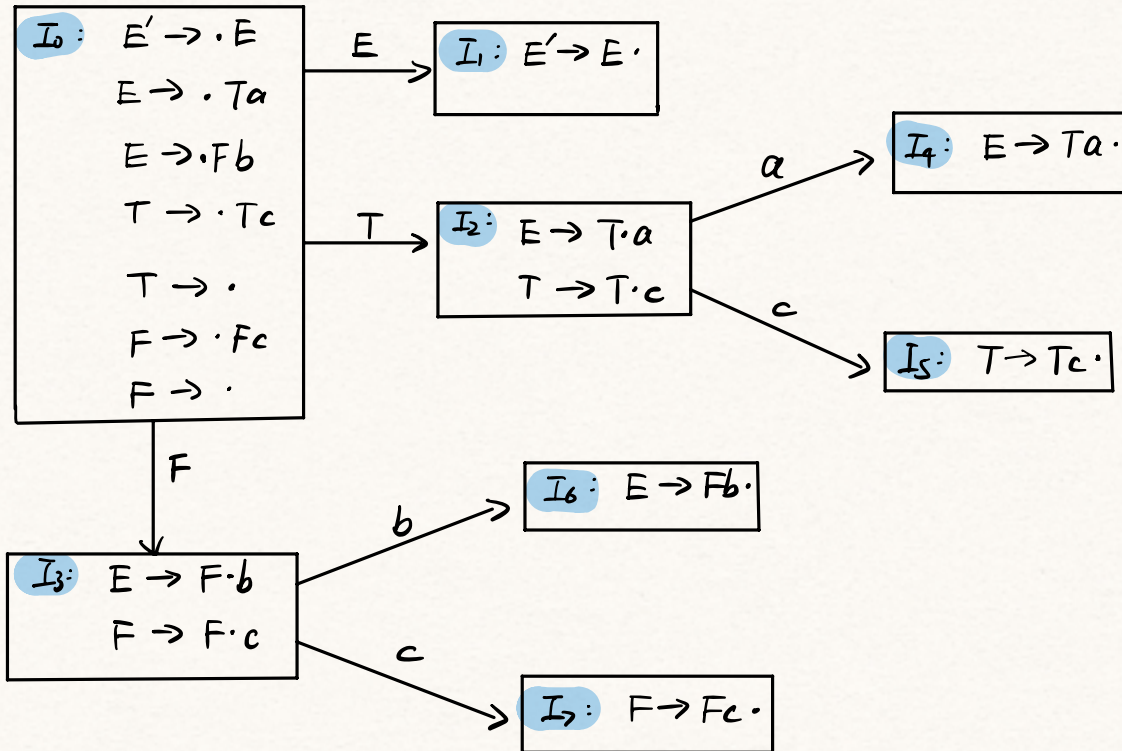 I₀: E′ → ·E
E → ·Ta
E → ·Fb
T → ·Tc
T → ·
F → ·Fc
F → ·
E
I₁: E′ → E·
T
I₂: E → T·a
T → T·c
a
I₄: E → Ta·
c
I₅: T → Tc·
F
I₃: E → F·b
F → F·c
b
I₆: E → Fb·
c
I₇: F → Fc·